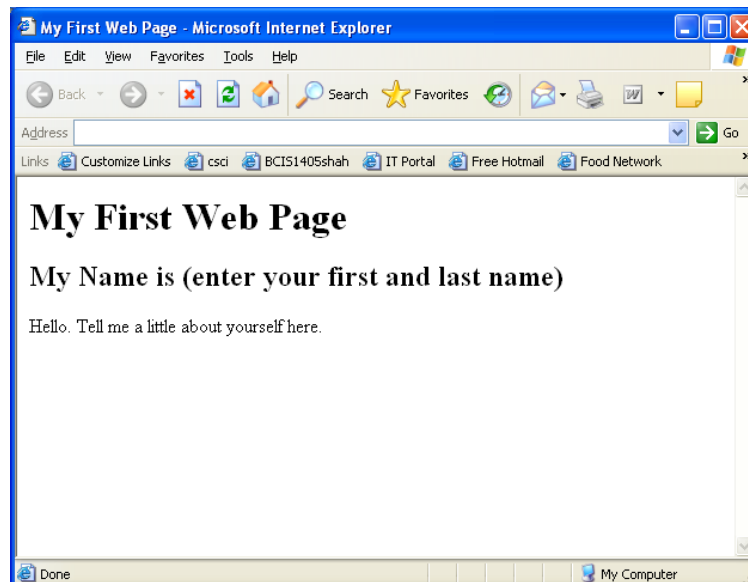 My First Web Page - Microsoft Internet Explorer
File Edit View Favorites Tools Help
Back Search Favorites W
Address Go
Links Customize Links csci BCIS1405shah IT Portal Free Hotmail Food Network
My First Web Page
My Name is (enter your first and last name)
Hello. Tell me a little about yourself here.
Done My Computer